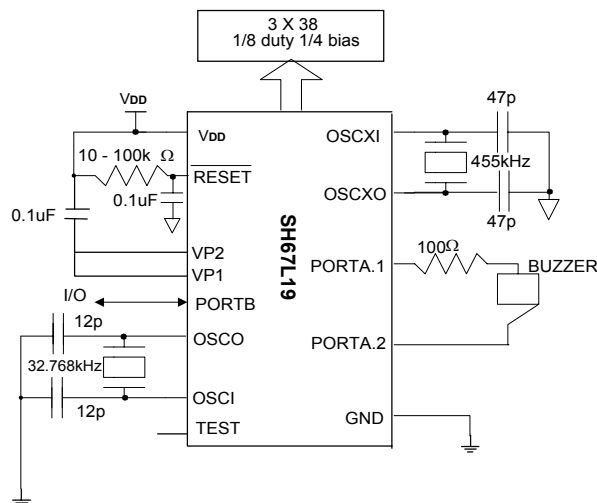 3 X 38
1/8 duty 1/4 bias
VDD
VDD
10 - 100k Ω
RESET
0.1uF
0.1uF
VP2
VP1
I/O
PORTB
12p
OSCO
32.768kHz
OSCI
12p
TEST
SH67L19
47p
OSCXI
455kHz
OSCXO
47p
100Ω
PORTA.1
BUZZER
PORTA.2
GND